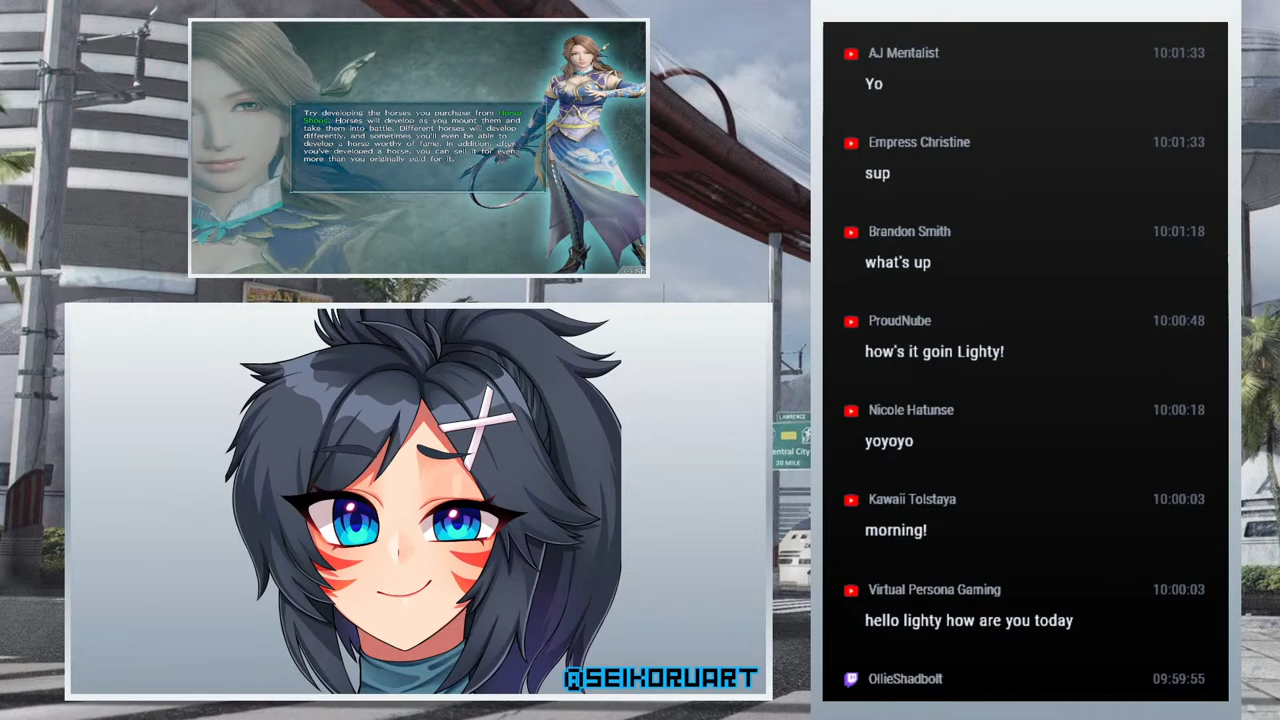 Try developing the horses you purchase from Horse
Shops. Horses will develop as you mount them and
take them into battle. Different horses will develop
differently, and sometimes you'll even be able to
develop a horse worthy of fame. In addition, after
you've developed a horse, you can sell it for even
more than you originally paid for it.
@SEIKORUART
LAWRENCE
entral City
20 MILE
AJ Mentalist 10:01:33
Yo
Empress Christine 10:01:33
sup
Brandon Smith 10:01:18
what's up
ProudNube 10:00:48
how's it goin Lighty!
Nicole Hatunse 10:00:18
yoyoyo
Kawaii Tolstaya 10:00:03
morning!
Virtual Persona Gaming 10:00:03
hello lighty how are you today
OllieShadbolt 09:59:55